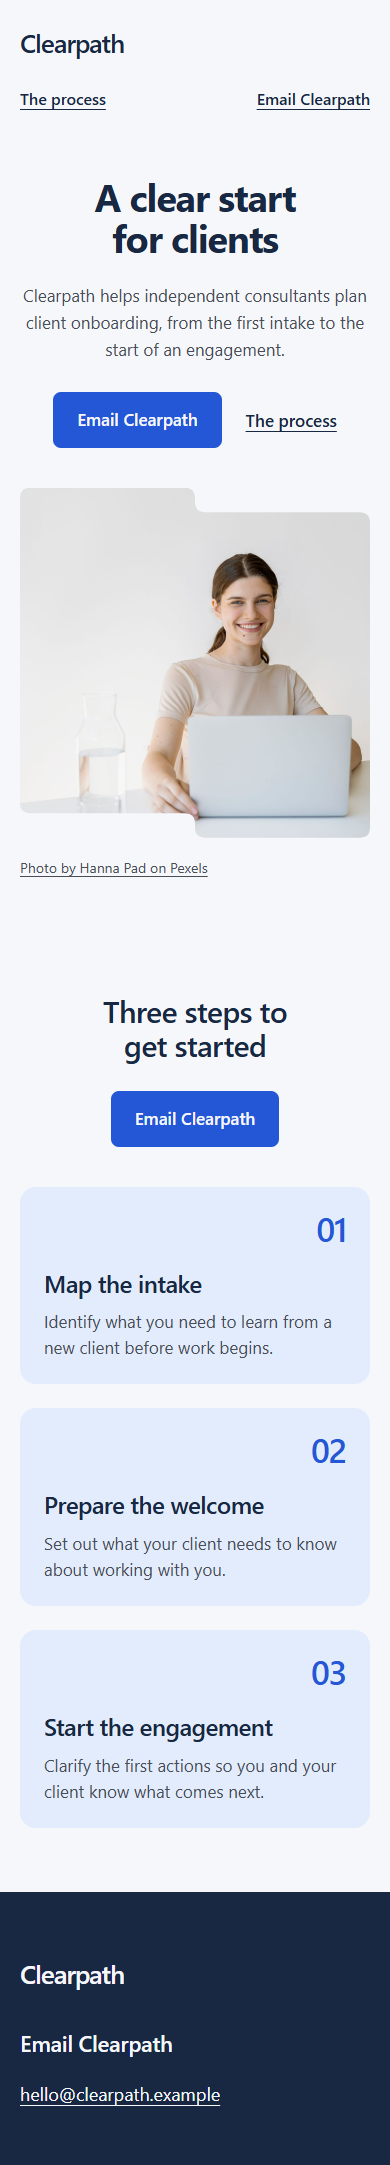 Clearpath
The process
Email Clearpath
A clear start
for clients
Clearpath helps independent consultants plan
client onboarding, from the first intake to the
start of an engagement.
Email Clearpath
The process
Photo by Hanna Pad on Pexels
Three steps to
get started
Email Clearpath
01
Map the intake
Identify what you need to learn from a
new client before work begins.
02
Prepare the welcome
Set out what your client needs to know
about working with you.
03
Start the engagement
Clarify the first actions so you and your
client know what comes next.
Clearpath
Email Clearpath
hello@clearpath.example